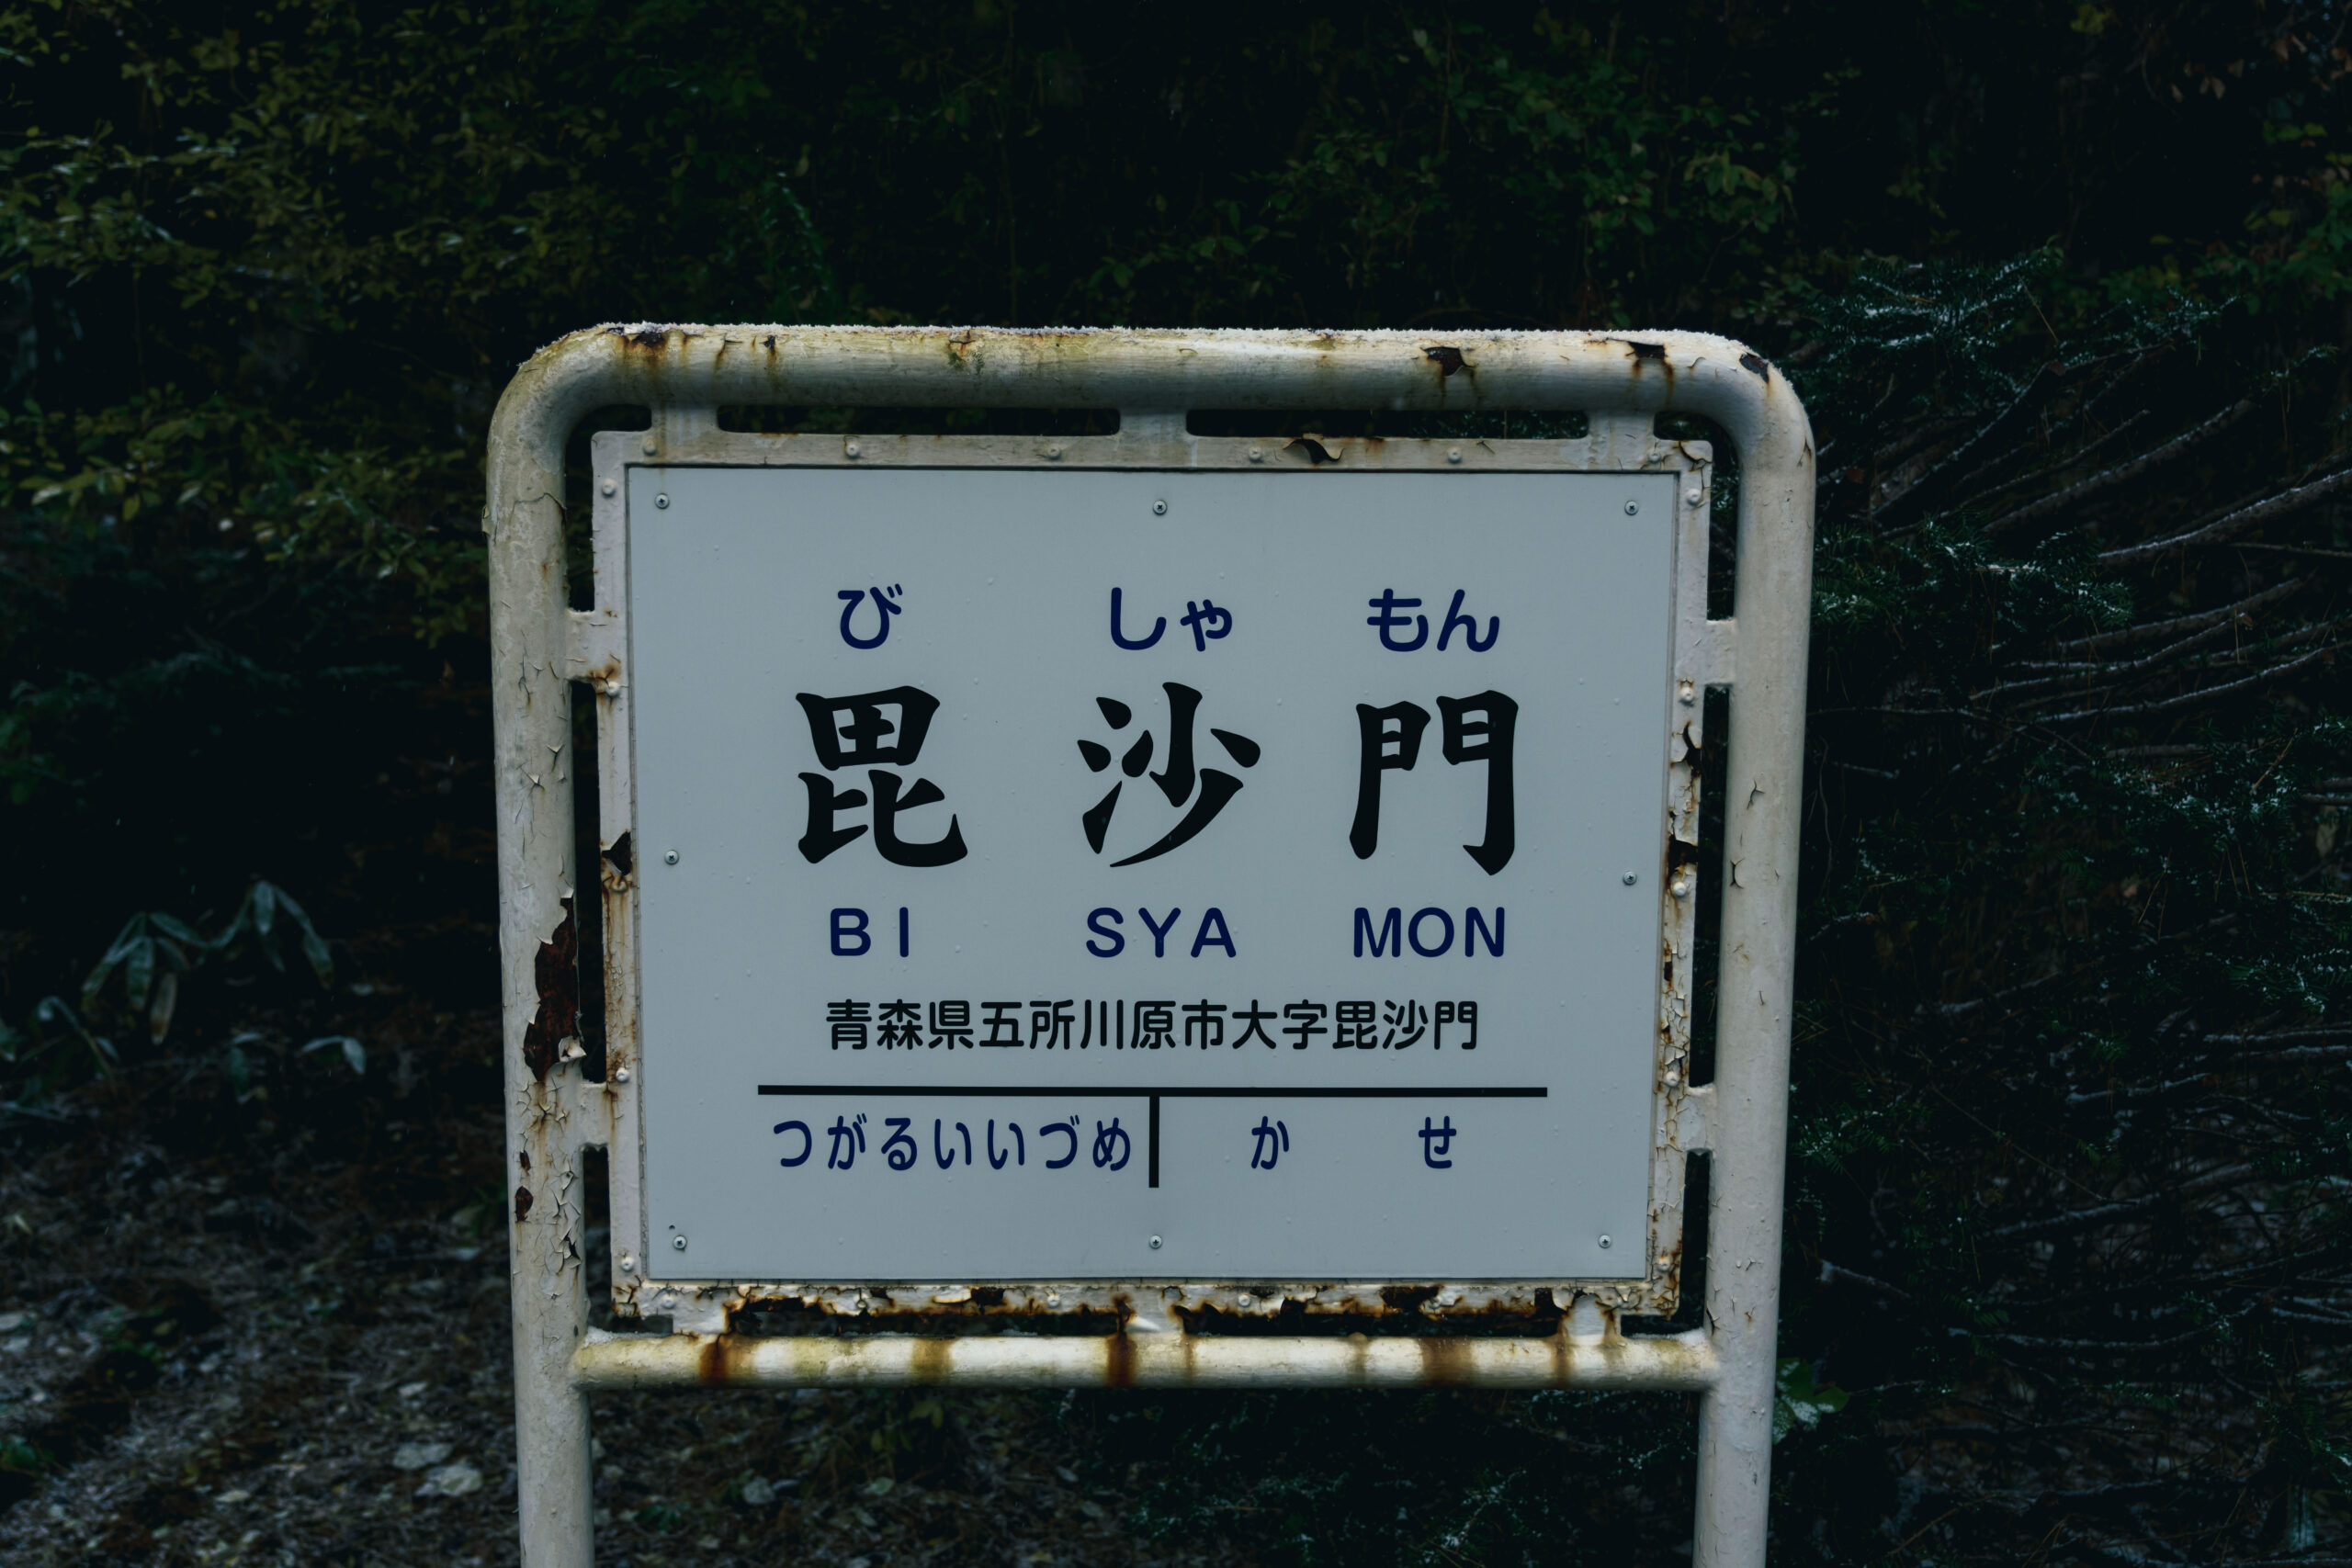 び しゃ もん
毘 沙 門
BI SYA MON
青森県五所川原市大字毘沙門
つがるいいづめ か せ